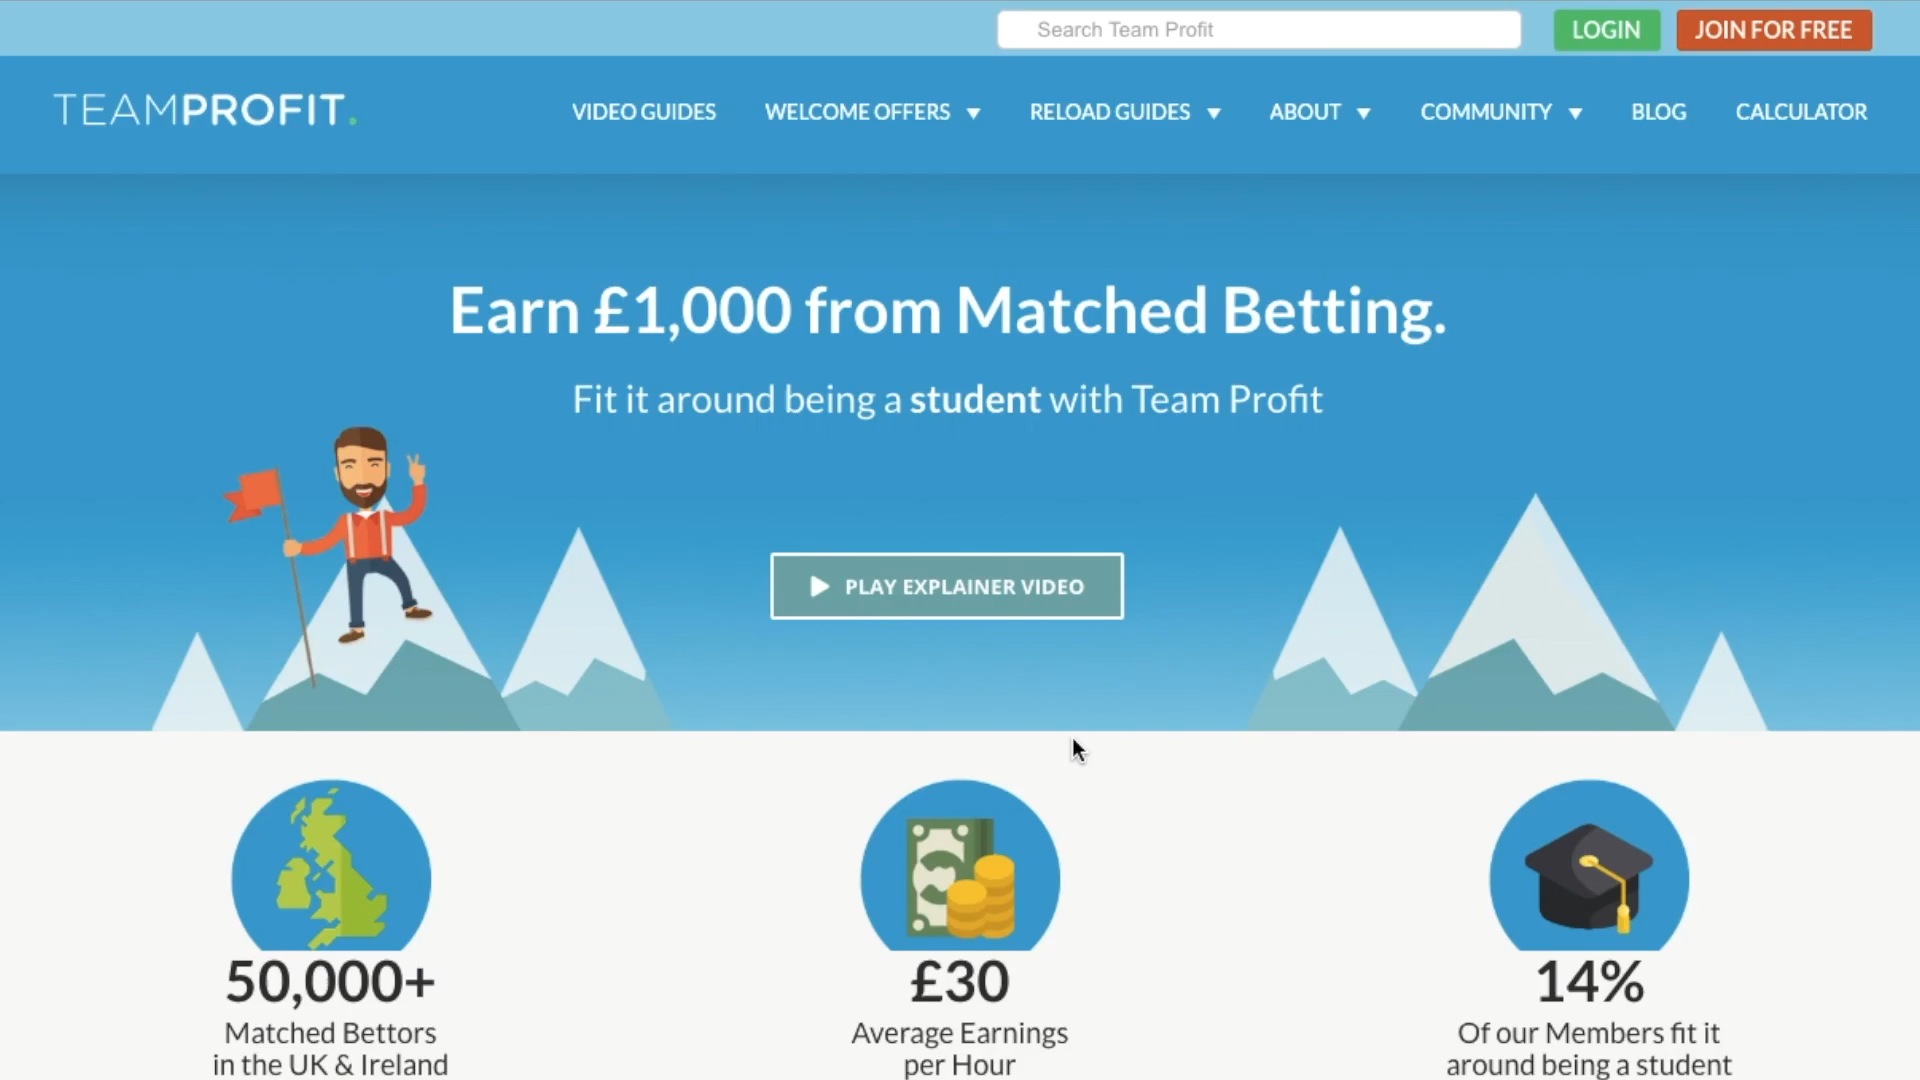 Search Team Profit
LOGIN
JOIN FOR FREE
TEAMPROFIT.
VIDEO GUIDES
WELCOME OFFERS
RELOAD GUIDES
ABOUT
COMMUNITY
BLOG
CALCULATOR
Earn £1,000 from Matched Betting.
Fit it around being a student with Team Profit
PLAY EXPLAINER VIDEO
50,000+
Matched Bettors
in the UK & Ireland
£30
Average Earnings
per Hour
14%
Of our Members fit it
around being a student